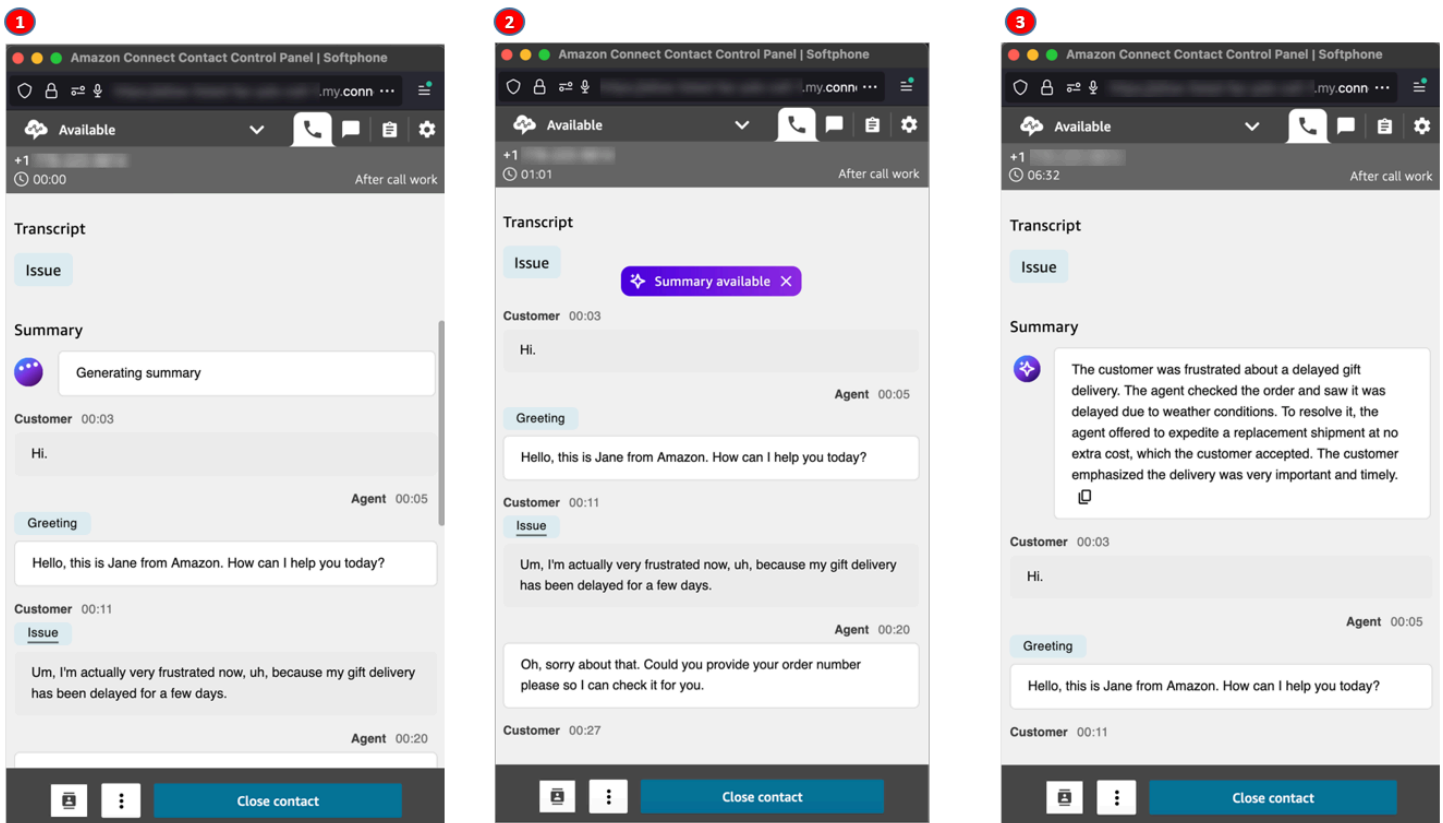 1
Amazon Connect Contact Control Panel | Softphone
.my.conn ···
Available
+1
00:00
After call work
Transcript
Issue
Summary
Generating summary
Customer 00:03
Hi.
Agent 00:05
Greeting
Hello, this is Jane from Amazon. How can I help you today?
Customer 00:11
Issue
Um, I'm actually very frustrated now, uh, because my gift delivery
has been delayed for a few days.
Agent 00:20
Close contact
2
Amazon Connect Contact Control Panel | Softphone
.my.conn ···
Available
+1
01:01
After call work
Transcript
Issue
Summary available
Customer 00:03
Hi.
Agent 00:05
Greeting
Hello, this is Jane from Amazon. How can I help you today?
Customer 00:11
Issue
Um, I'm actually very frustrated now, uh, because my gift delivery
has been delayed for a few days.
Agent 00:20
Oh, sorry about that. Could you provide your order number
please so I can check it for you.
Customer 00:27
Close contact
3
Amazon Connect Contact Control Panel | Softphone
.my.conn ···
Available
+1
06:32
After call work
Transcript
Issue
Summary
The customer was frustrated about a delayed gift
delivery. The agent checked the order and saw it was
delayed due to weather conditions. To resolve it, the
agent offered to expedite a replacement shipment at no
extra cost, which the customer accepted. The customer
emphasized the delivery was very important and timely.
Customer 00:03
Hi.
Agent 00:05
Greeting
Hello, this is Jane from Amazon. How can I help you today?
Customer 00:11
Close contact